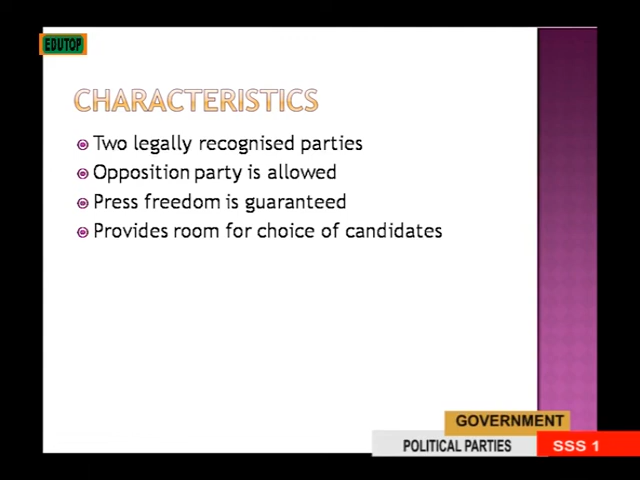 EDUTOP
CHARACTERISTICS
Two legally recognised parties
Opposition party is allowed
Press freedom is guaranteed
Provides room for choice of candidates
GOVERNMENT
POLITICAL PARTIES
SSS 1